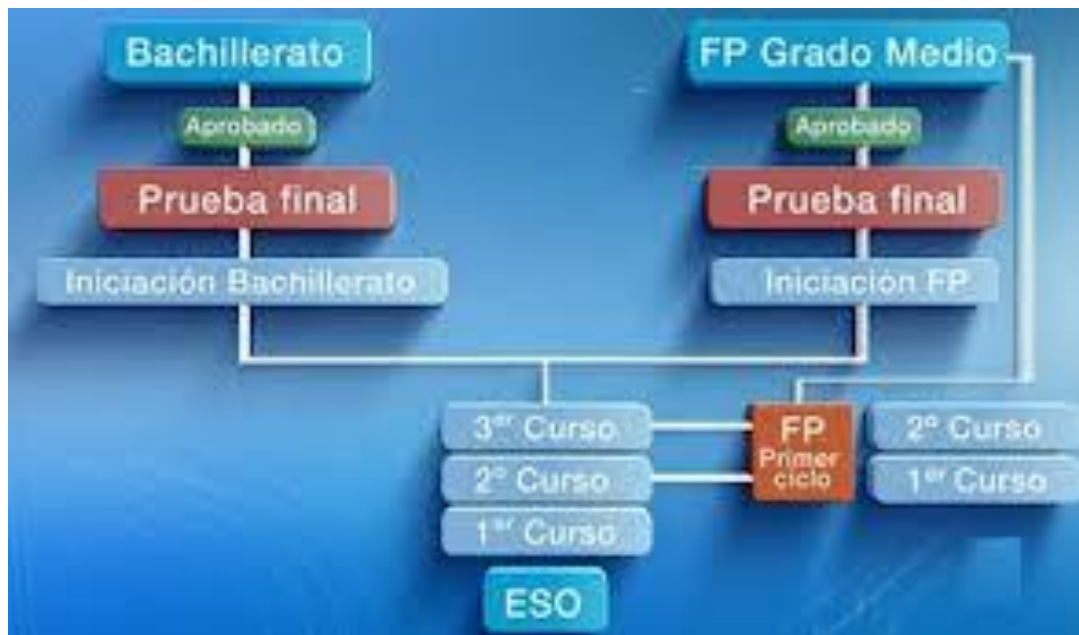 Bachillerato
FP Grado Medio
Aprobado
Aprobado
Prueba final
Prueba final
Iniciación Bachillerato
Iniciación FP
3er Curso
FP
Primer
ciclo
2º Curso
2º Curso
1er Curso
1er Curso
ESO